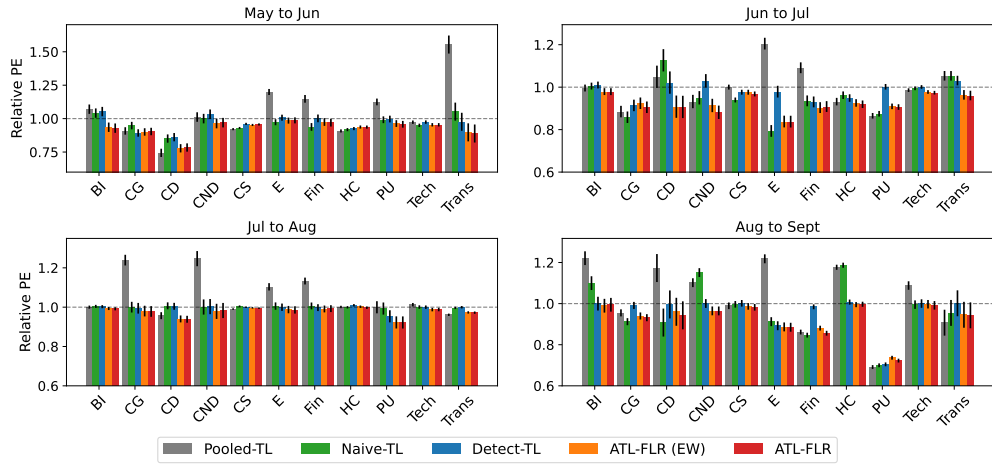 May to Jun
Jun to Jul
Relative PE
1.50
1.25
1.00
0.75
BI
CG
CD
CND
CS
E
Fin
HC
PU
Tech
Trans
1.2
1.0
0.8
0.6
BI
CG
CD
CND
CS
E
Fin
HC
PU
Tech
Trans
Jul to Aug
Aug to Sept
Relative PE
1.2
1.0
0.8
0.6
BI
CG
CD
CND
CS
E
Fin
HC
PU
Tech
Trans
1.2
1.0
0.8
0.6
BI
CG
CD
CND
CS
E
Fin
HC
PU
Tech
Trans
Pooled-TL
Naive-TL
Detect-TL
ATL-FLR (EW)
ATL-FLR